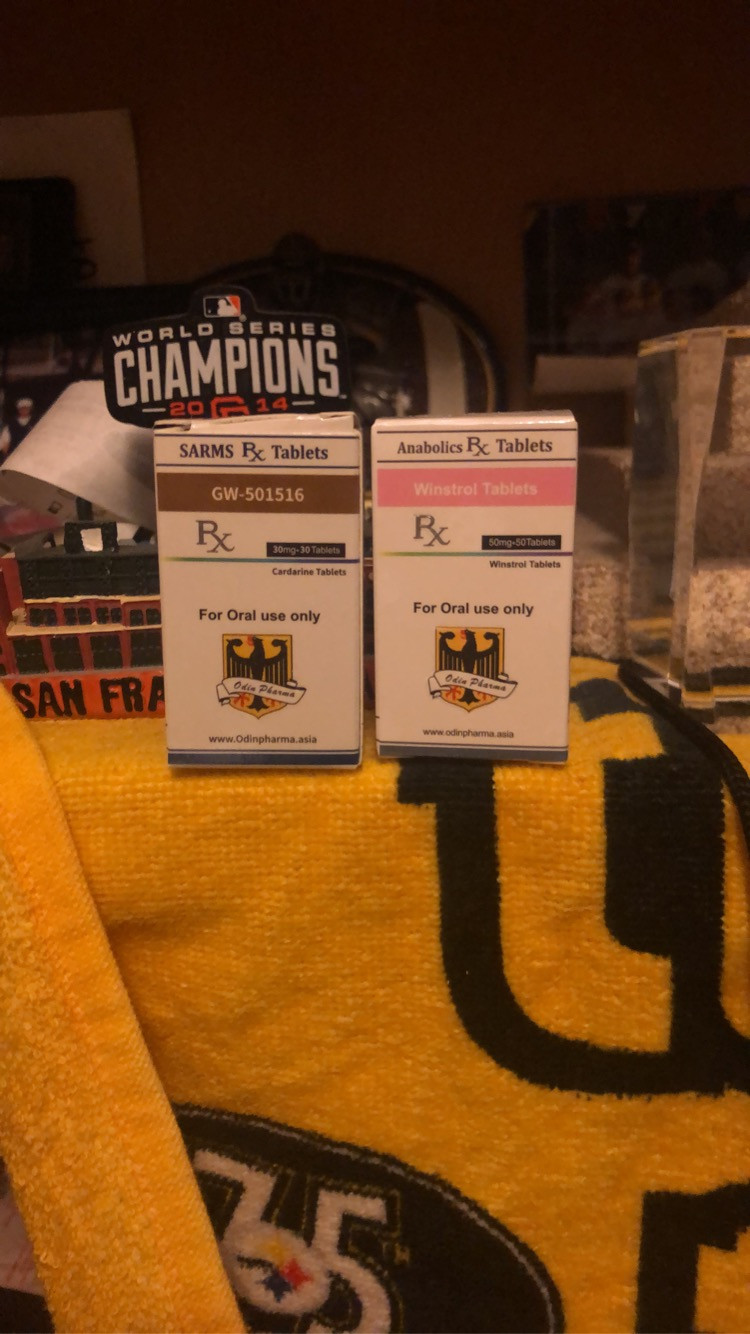 WORLD SERIES
CHAMPIONS
20 14
SARMS Rx Tablets
GW-501516
Rx
30mg-30Tablets
Cardarine Tablets
For Oral use only
Odin Pharma
www.Odinpharma.asia
Anabolics Rx Tablets
Winstrol Tablets
Rx
50mg-50Tablets
Winstrol Tablets
For Oral use only
Odin Pharma
www.odinpharma.asia
SAN FRA
35
TH